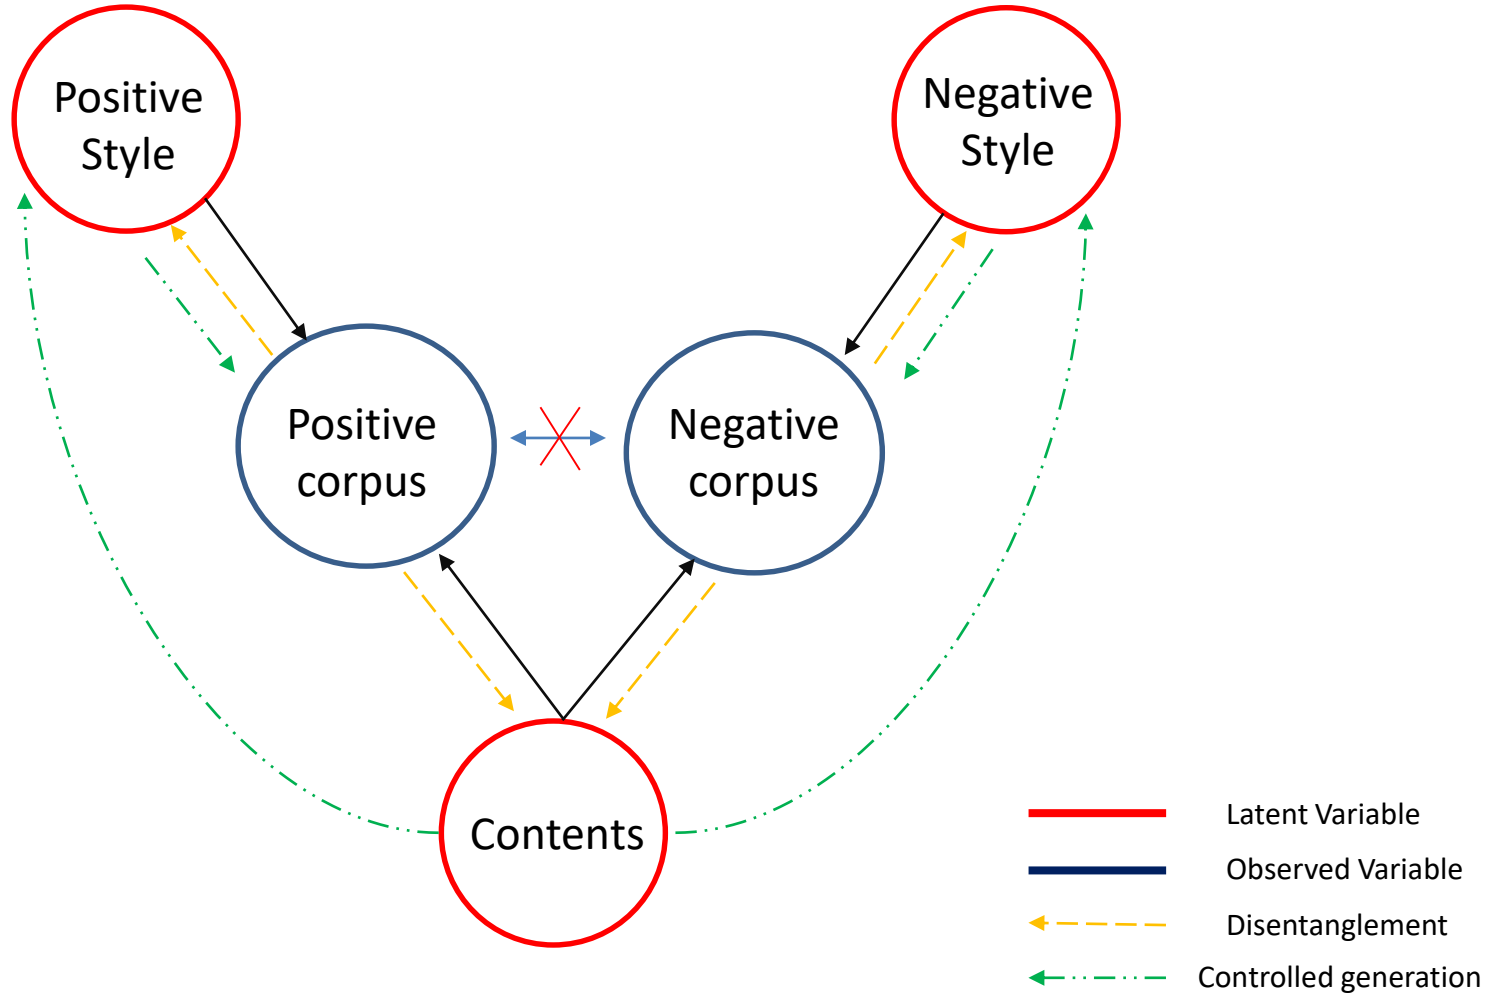 Positive
Style
Negative
Style
Positive
corpus
Negative
corpus
Contents
Latent Variable
Observed Variable
Disentanglement
Controlled generation